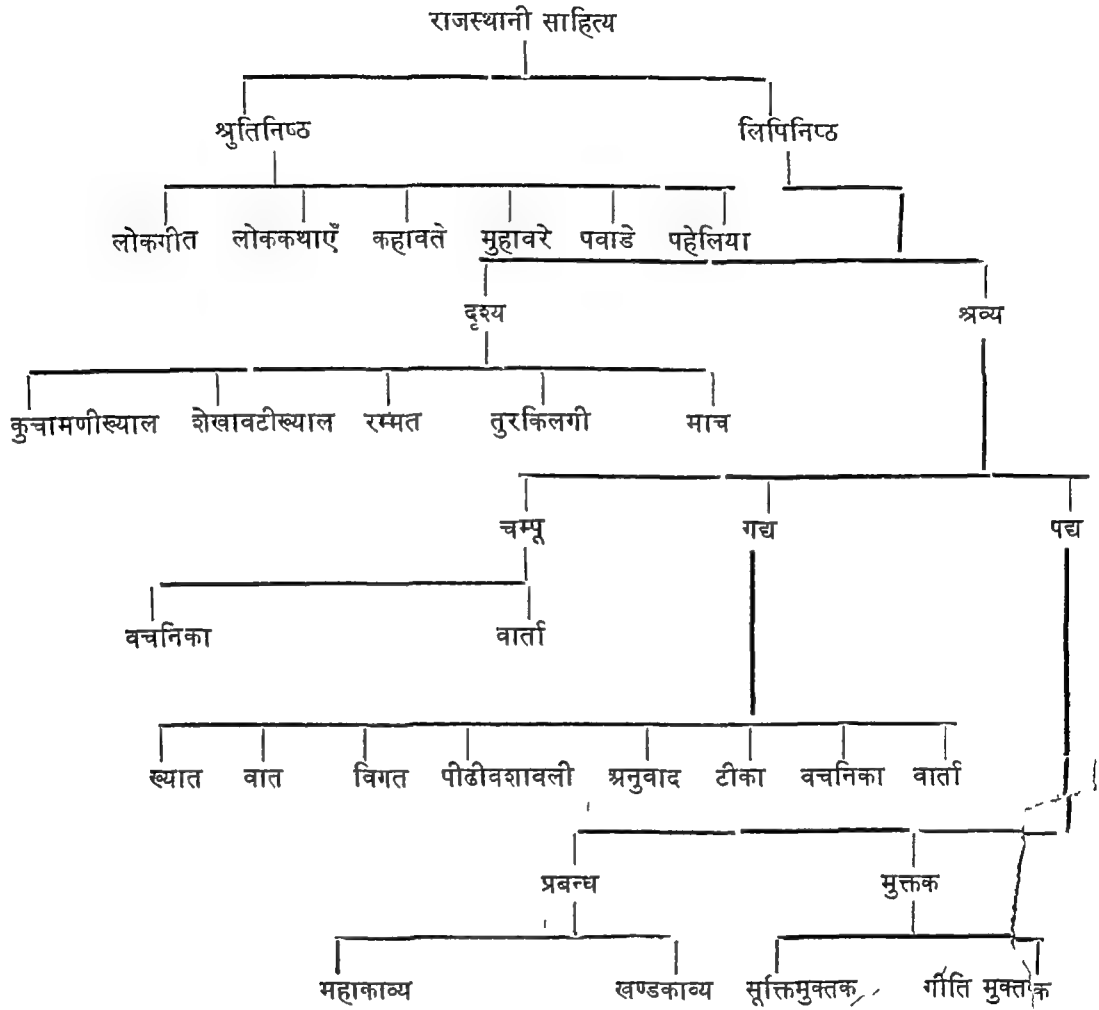 राजस्थानी साहित्य
श्रुतिनिष्ठ लिपिनिष्ठ
लोकगीत लोककथाएँ कहावते मुहावरे पवाडे पहेलिया
दृश्य श्रव्य
कुचामणीख्याल शेखावटीख्याल रम्मत तुरकिलगी माच
चम्पू गद्य पद्य
वचनिका वार्ता
ख्यात वात विगत पीढीवशावली अनुवाद टीका वचनिका वार्ता
प्रबन्ध मुक्तक
महाकाव्य खण्डकाव्य सूक्तिमुक्तक गीति मुक्तक